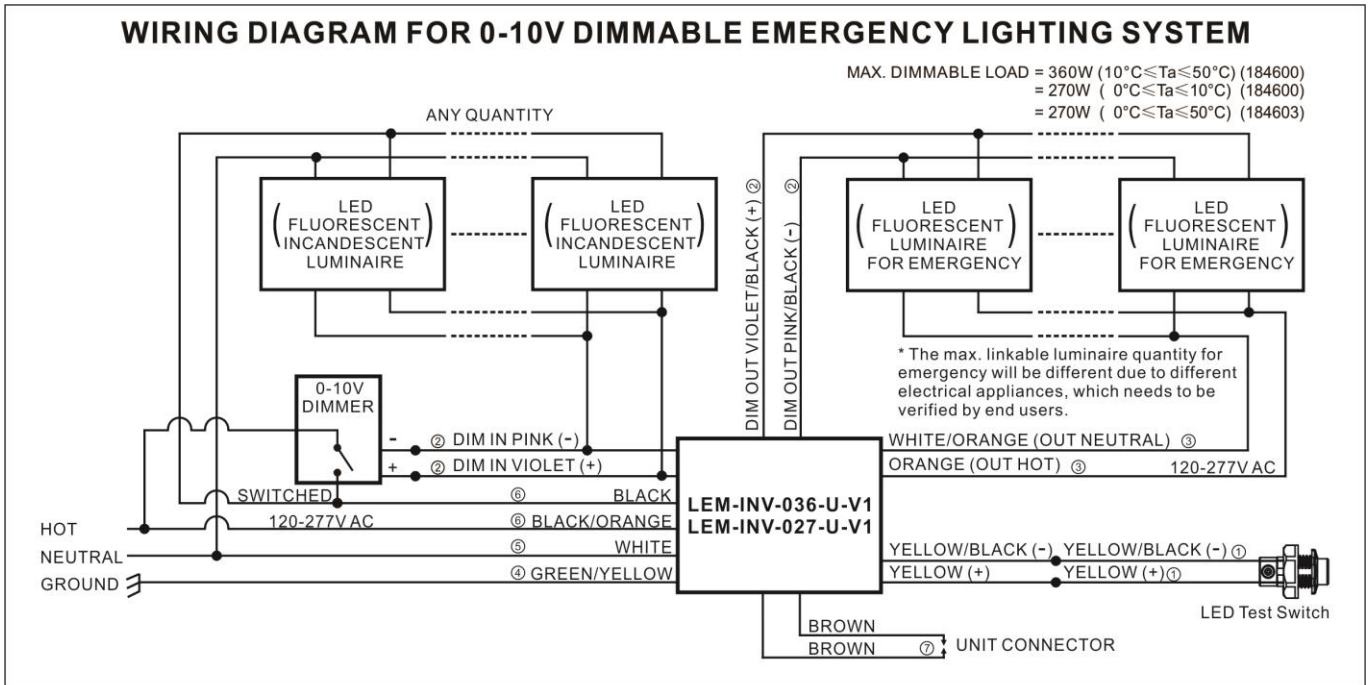 WIRING DIAGRAM FOR 0-10V DIMMABLE EMERGENCY LIGHTING SYSTEM
MAX. DIMMABLE LOAD = 360W (10°C≤Ta≤50°C) (184600)
= 270W ( 0°C≤Ta≤10°C) (184600)
= 270W ( 0°C≤Ta≤50°C) (184603)
ANY QUANTITY
(LED
FLUORESCENT
INCANDESCENT)
LUMINAIRE
(LED
FLUORESCENT
INCANDESCENT)
LUMINAIRE
DIM OUT VIOLET/BLACK (+) ②
DIM OUT PINK/BLACK (-) ②
(LED
FLUORESCENT)
LUMINAIRE
FOR EMERGENCY
(LED
FLUORESCENT)
LUMINAIRE
FOR EMERGENCY
* The max. linkable luminaire quantity for
emergency will be different due to different
electrical appliances, which needs to be
verified by end users.
0-10V
DIMMER
- ② DIM IN PINK (-)
+ ② DIM IN VIOLET (+)
SWITCHED ⑥ BLACK
HOT 120-277V AC ⑥ BLACK/ORANGE
NEUTRAL ⑤ WHITE
GROUND ④ GREEN/YELLOW
LEM-INV-036-U-V1
LEM-INV-027-U-V1
WHITE/ORANGE (OUT NEUTRAL) ③
ORANGE (OUT HOT) ③ 120-277V AC
YELLOW/BLACK (-) YELLOW/BLACK (-) ①
YELLOW (+) YELLOW (+) ①
LED Test Switch
BROWN
BROWN ⑦ UNIT CONNECTOR